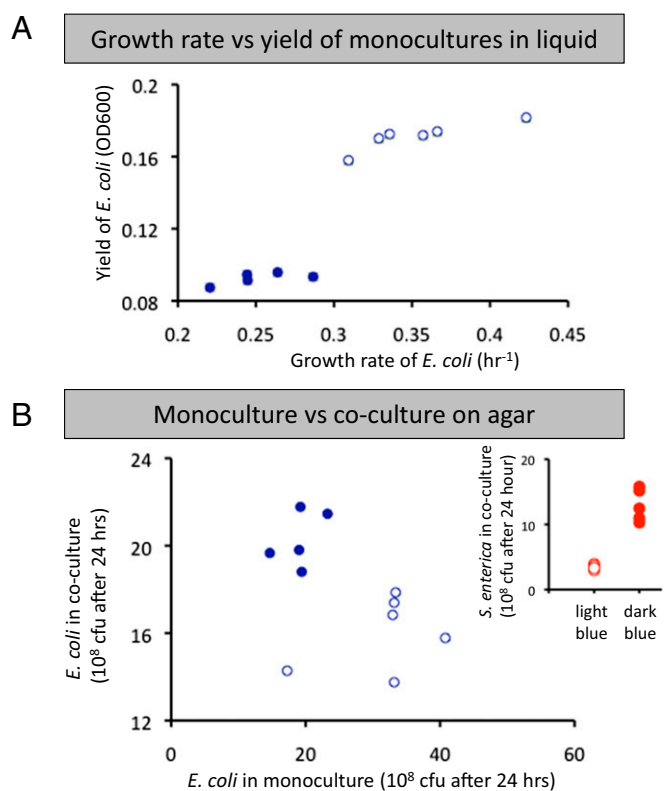 A
Growth rate vs yield of monocultures in liquid
Yield of E. coli (OD600)
0.2
0.16
0.12
0.08
0.2
0.25
0.3
0.35
0.4
0.45
Growth rate of E. coli (hr⁻¹)
B
Monoculture vs co-culture on agar
E. coli in co-culture
(10⁸ cfu after 24 hrs)
24
20
16
12
0
20
40
60
E. coli in monoculture (10⁸ cfu after 24 hrs)
S. enterica in co-culture
(10⁸ cfu after 24 hour)
20
10
0
light
blue
dark
blue